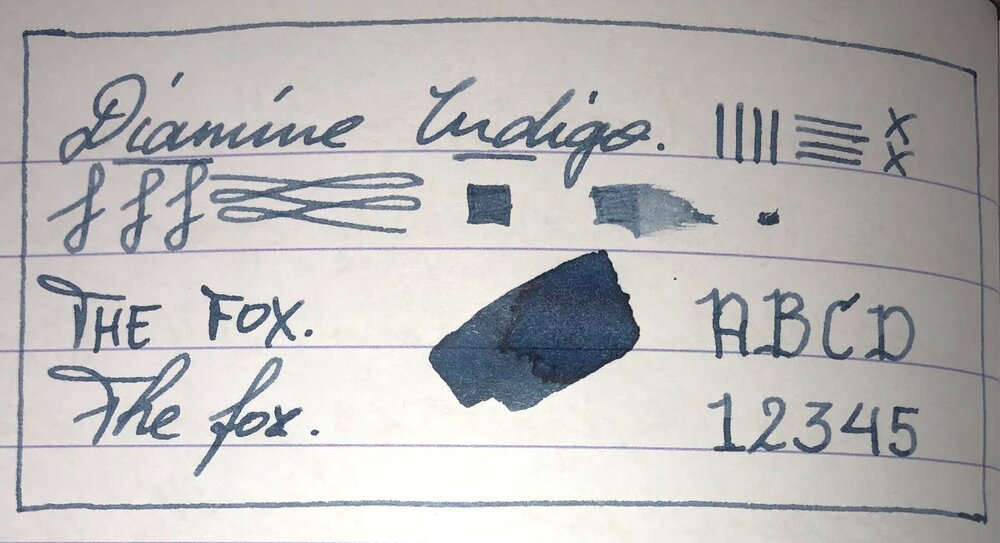 Diamine Indigo. x
x
f f f
THE FOX. ABCD
The fox. 12345